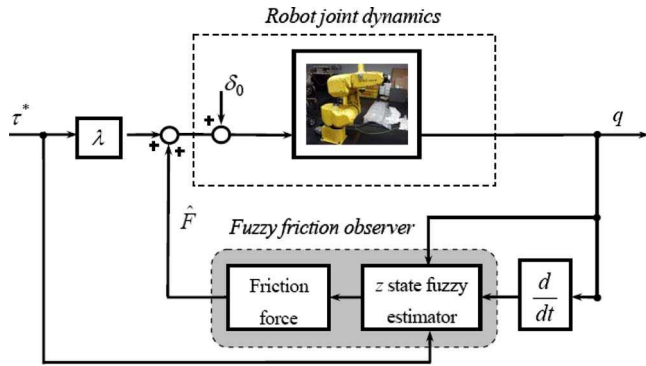 Robot joint dynamics
δ₀
τ*
λ
q
+
+
+
F̂
Fuzzy friction observer
Friction
force
z state fuzzy
estimator
d
dt